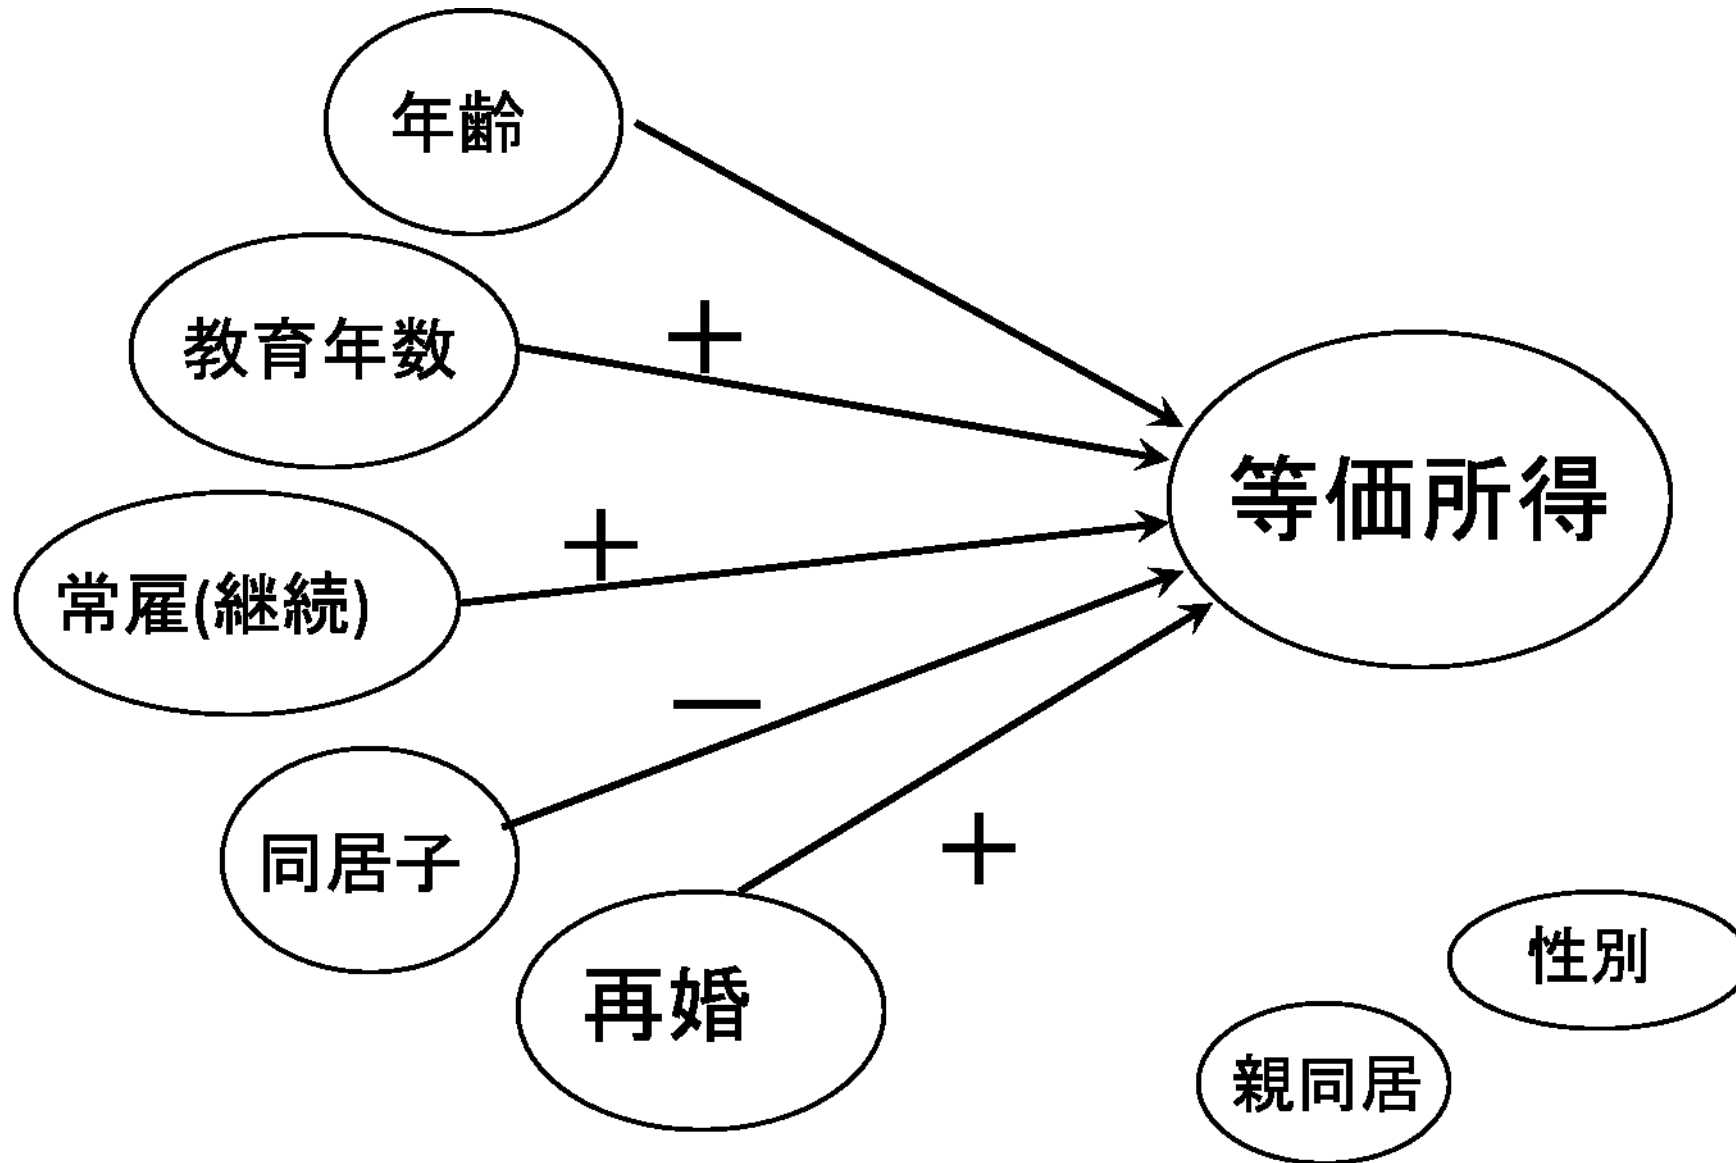 年齢
教育年数
+
等価所得
常雇(継続)
+
同居子
−
再婚
+
性別
親同居